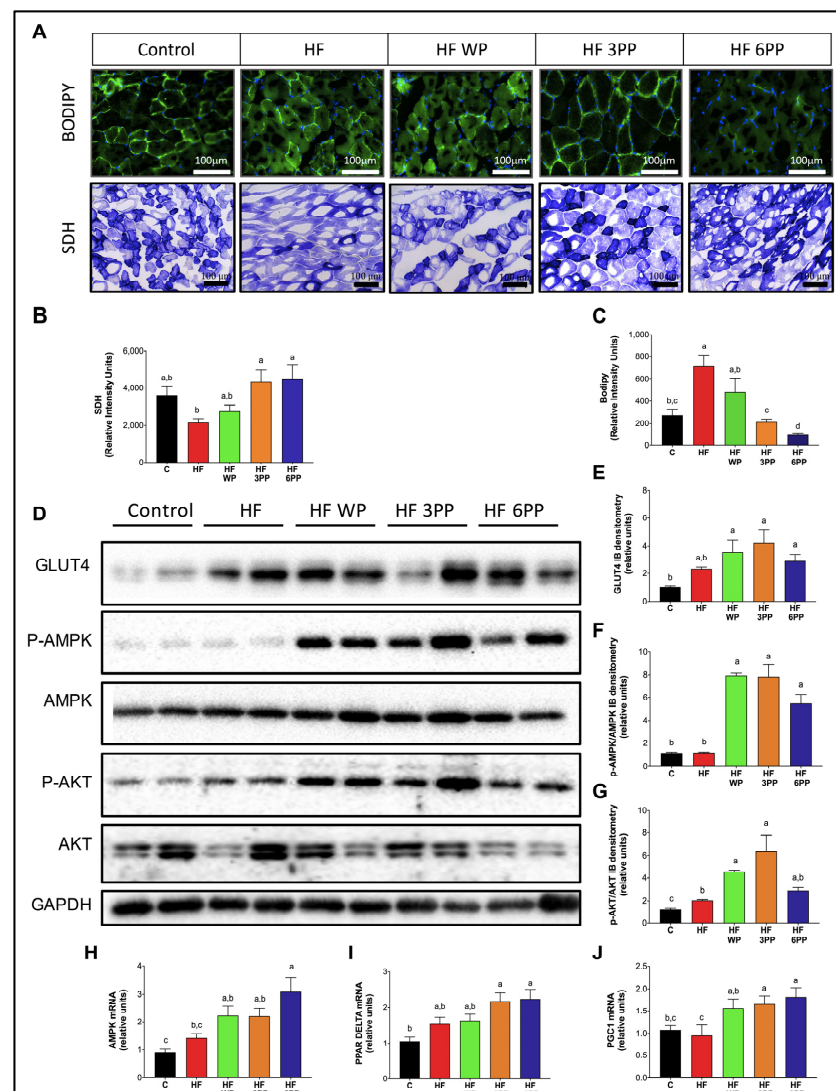 A
Control HF HF WP HF 3PP HF 6PP
BODIPY
100μm 100μm 100μm 100μm 100μm
SDH
100 μm 100 μm 100 μm 100 μm 100 μm
B
SDH
(Relative Intensity Units)
6,000
4,000
2,000
0
a,b b a,b a a
C HF HF HF HF
WP 3PP 6PP
C
Bodipy
(Relative Intensity Units)
1,000
800
600
400
200
0
b,c a a,b c d
C HF HF HF HF
WP 3PP 6PP
D
Control HF HF WP HF 3PP HF 6PP
GLUT4
P-AMPK
AMPK
P-AKT
AKT
GAPDH
E
GLUT4 IB densitometry
(relative units)
8
6
4
2
0
b a,b a a a
C HF HF HF HF
WP 3PP 6PP
F
p-AMPK/AMPK IB densitometry
(relative units)
10
8
6
4
2
0
b b a a a
C HF HF HF HF
WP 3PP 6PP
G
p-AKT/AKT IB densitometry
(relative units)
10
8
6
4
2
0
c b a a a,b
C HF HF HF HF
WP 3PP 6PP
H
AMPK mRNA
(relative units)
4
3
2
1
0
c b,c a,b a,b a
C HF HF HF HF
I
PPAR DELTA mRNA
(relative units)
4
3
2
1
0
b a,b a,b a a
C HF HF HF HF
J
PGC1 mRNA
(relative units)
4
3
2
1
0
b,c c a,b a a
C HF HF HF HF